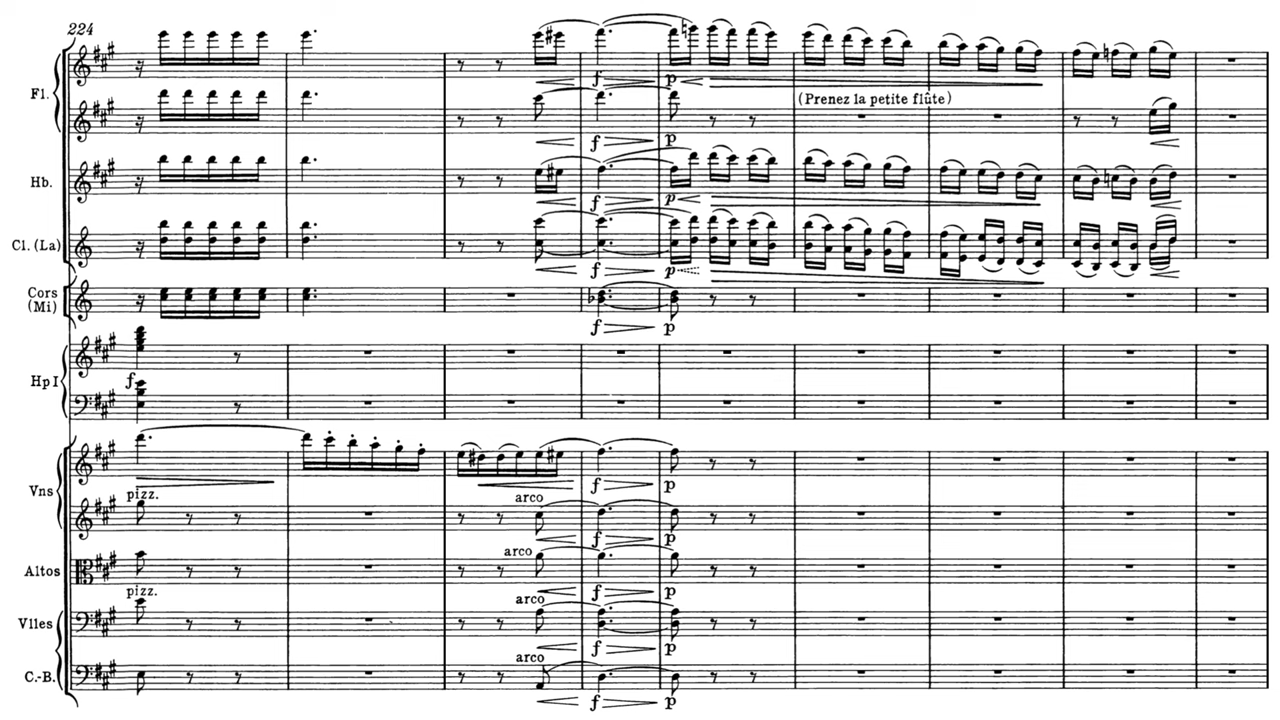 224
Fl.
f
p
(Prenez la petite flûte)
f
p
Hb.
f
p
Cl. (La)
f
p
Cors
(Mi)
f
p
Hp I
f
Vns
f
p
pizz.
arco
f
p
Altos
arco
f
p
pizz.
arco
Vlles
f
p
arco
C.-B.
f
p